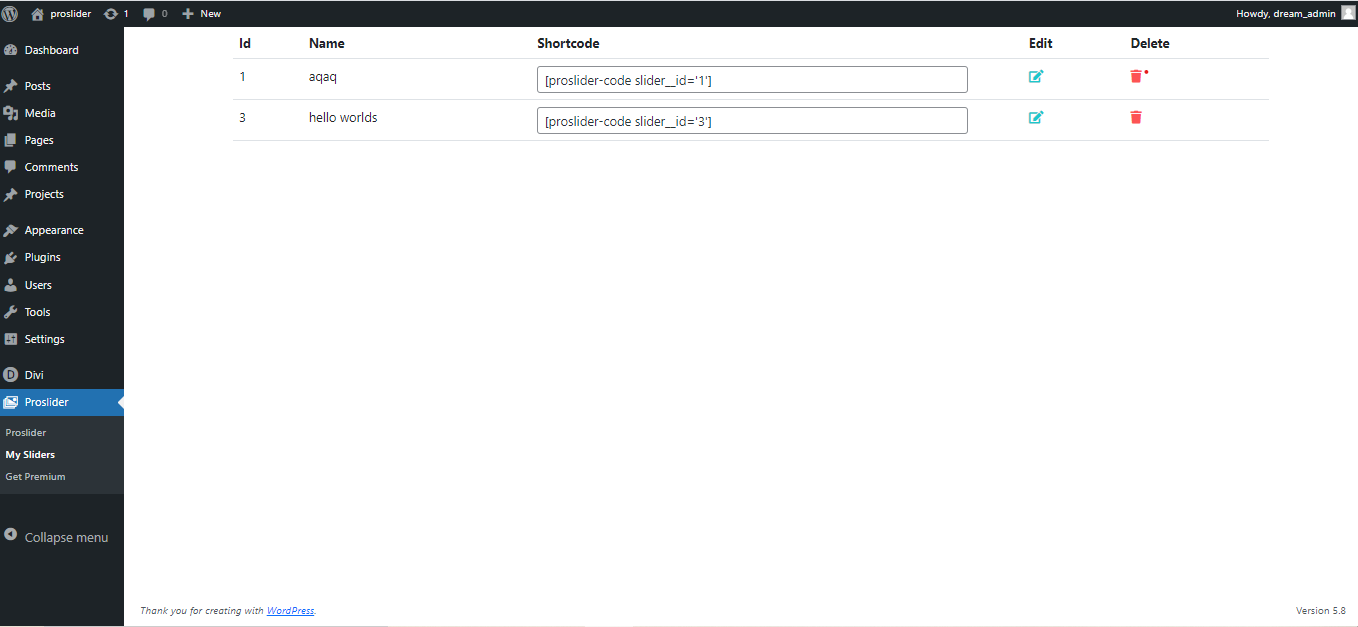 proslider 1 0 New Howdy, dream_admin
Dashboard
Posts
Media
Pages
Comments
Projects
Appearance
Plugins
Users
Tools
Settings
Divi
Proslider
Proslider
My Sliders
Get Premium
Collapse menu
Id Name Shortcode Edit Delete
1 aqaq [proslider-code slider__id='1']
3 hello worlds [proslider-code slider__id='3']
Thank you for creating with WordPress. Version 5.8